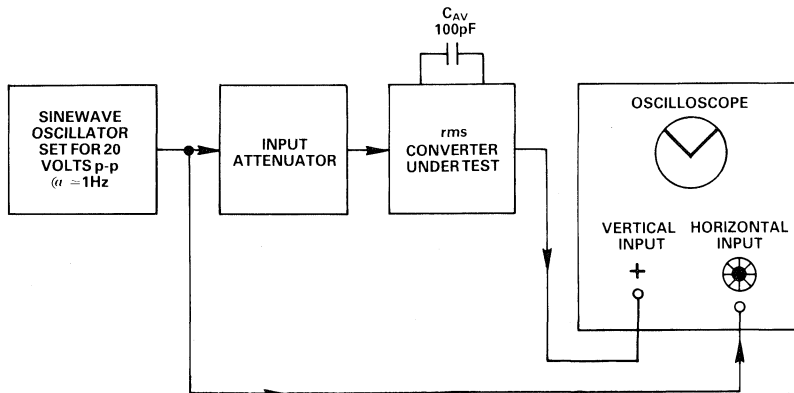 C_AV
100pF
SINEWAVE
OSCILLATOR
SET FOR 20
VOLTS p-p
@ ≃1Hz
INPUT
ATTENUATOR
rms
CONVERTER
UNDER TEST
OSCILLOSCOPE
VERTICAL
INPUT
+
HORIZONTAL
INPUT